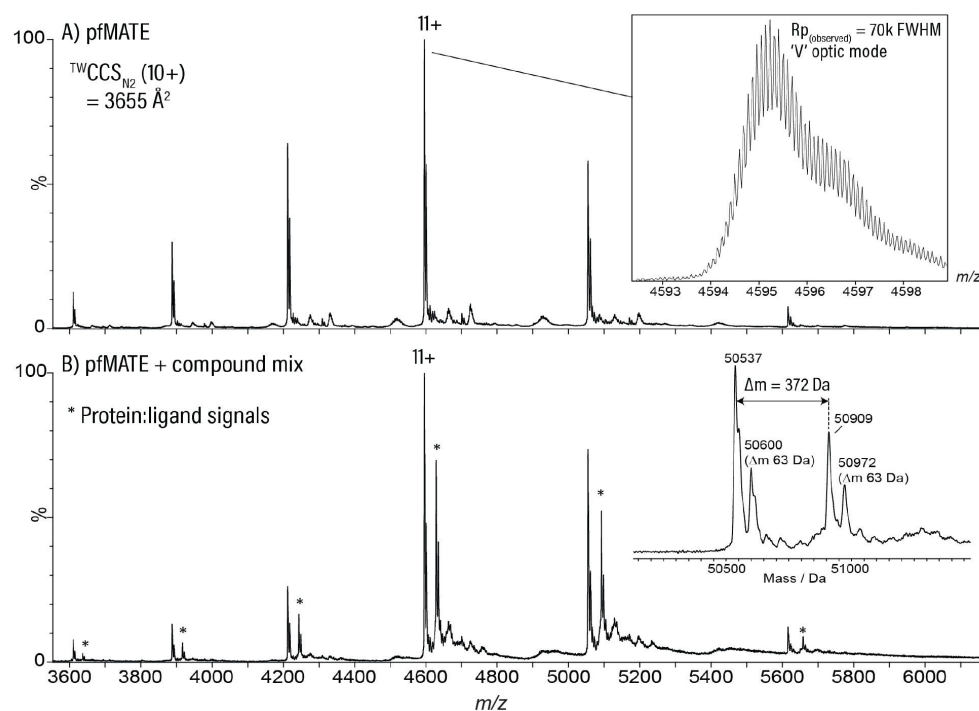 A) pfMATE
TWCCSN2 (10+)
= 3655 Å²
11+
Rp(observed) = 70k FWHM
'V' optic mode
100
%
0
4593 4594 4595 4596 4597 4598
m/z
B) pfMATE + compound mix
* Protein:ligand signals
11+
*
*
*
*
*
*
50537
Δm = 372 Da
50909
50600
(Δm 63 Da)
50972
(Δm 63 Da)
50500 51000
Mass / Da
100
%
0
3600 3800 4000 4200 4400 4600 4800 5000 5200 5400 5600 5800 6000
m/z